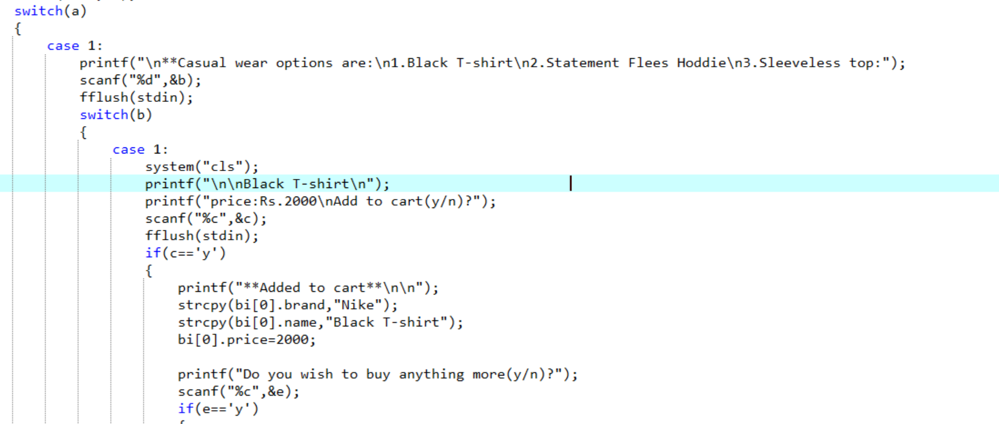 switch(a)
{
case 1:
printf("\n**Casual wear options are:\n1.Black T-shirt\n2.Statement Flees Hoddie\n3.Sleeveless top:");
scanf("%d",&b);
fflush(stdin);
switch(b)
{
case 1:
system("cls");
printf("\n\nBlack T-shirt\n");
printf("price:Rs.2000\nAdd to cart(y/n)?");
scanf("%c",&c);
fflush(stdin);
if(c=='y')
{
printf("**Added to cart**\n\n");
strcpy(bi[0].brand,"Nike");
strcpy(bi[0].name,"Black T-shirt");
bi[0].price=2000;
printf("Do you wish to buy anything more(y/n)?");
scanf("%c",&e);
if(e=='y')